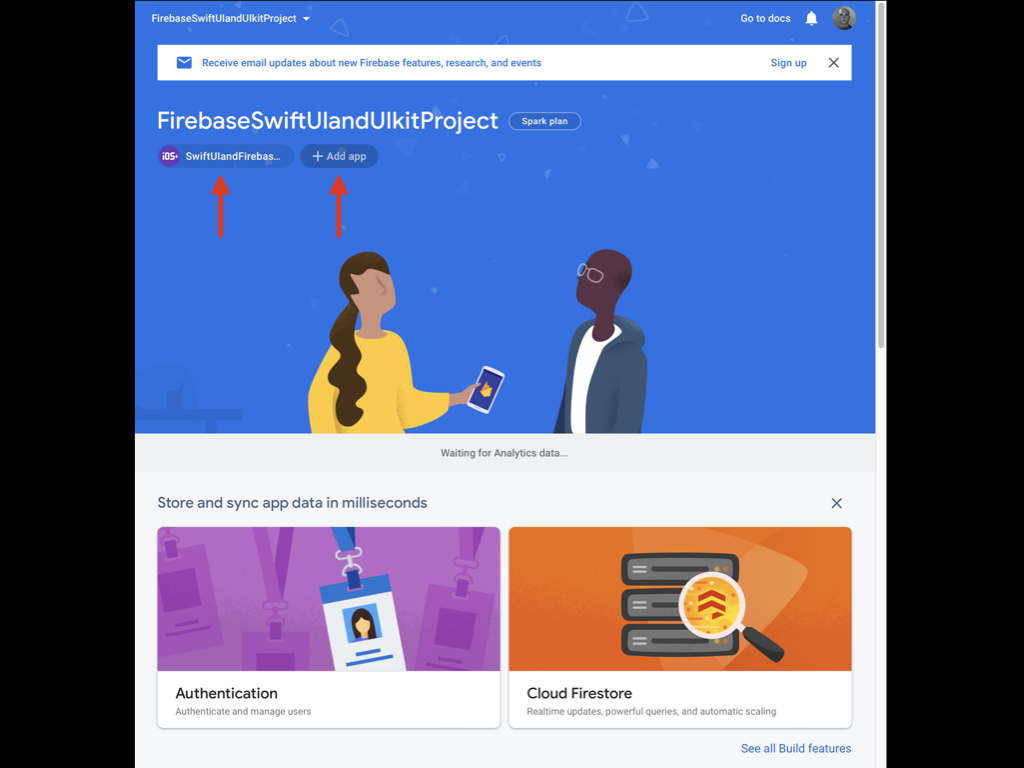 FirebaseSwiftUIandUIkitProject
Go to docs
Receive email updates about new Firebase features, research, and events
Sign up
FirebaseSwiftUIandUIkitProject
Spark plan
iOS+
SwiftUIandFirebas...
+ Add app
Waiting for Analytics data...
Store and sync app data in milliseconds
Authentication
Authenticate and manage users
Cloud Firestore
Realtime updates, powerful queries, and automatic scaling
See all Build features